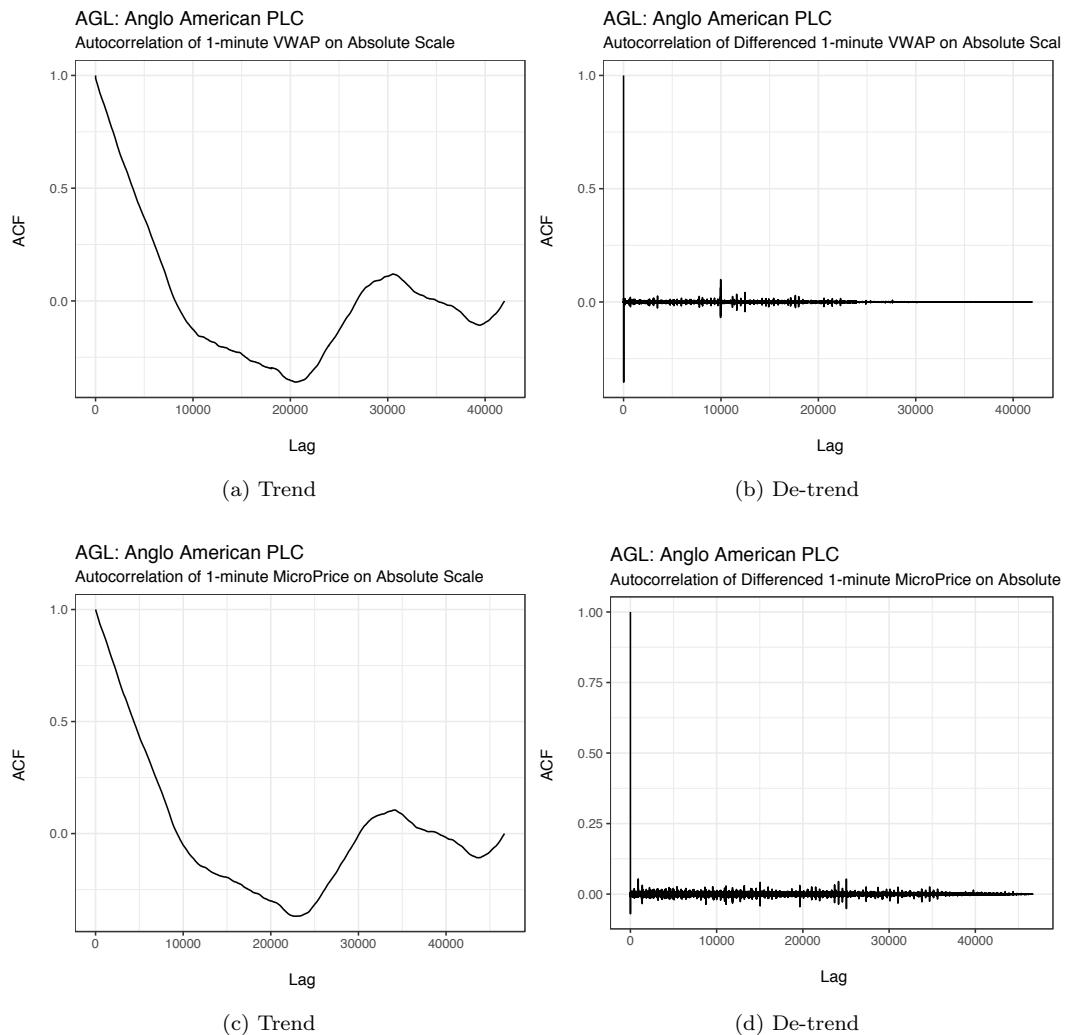 AGL: Anglo American PLC
Autocorrelation of 1-minute VWAP on Absolute Scale
1.0
0.5
0.0
ACF
0 10000 20000 30000 40000
Lag
(a) Trend
AGL: Anglo American PLC
Autocorrelation of Differenced 1-minute VWAP on Absolute Scal
1.0
0.5
0.0
ACF
0 10000 20000 30000 40000
Lag
(b) De-trend
AGL: Anglo American PLC
Autocorrelation of 1-minute MicroPrice on Absolute Scale
1.0
0.5
0.0
ACF
0 10000 20000 30000 40000
Lag
(c) Trend
AGL: Anglo American PLC
Autocorrelation of Differenced 1-minute MicroPrice on Absolute
1.00
0.75
0.50
0.25
0.00
ACF
0 10000 20000 30000 40000
Lag
(d) De-trend